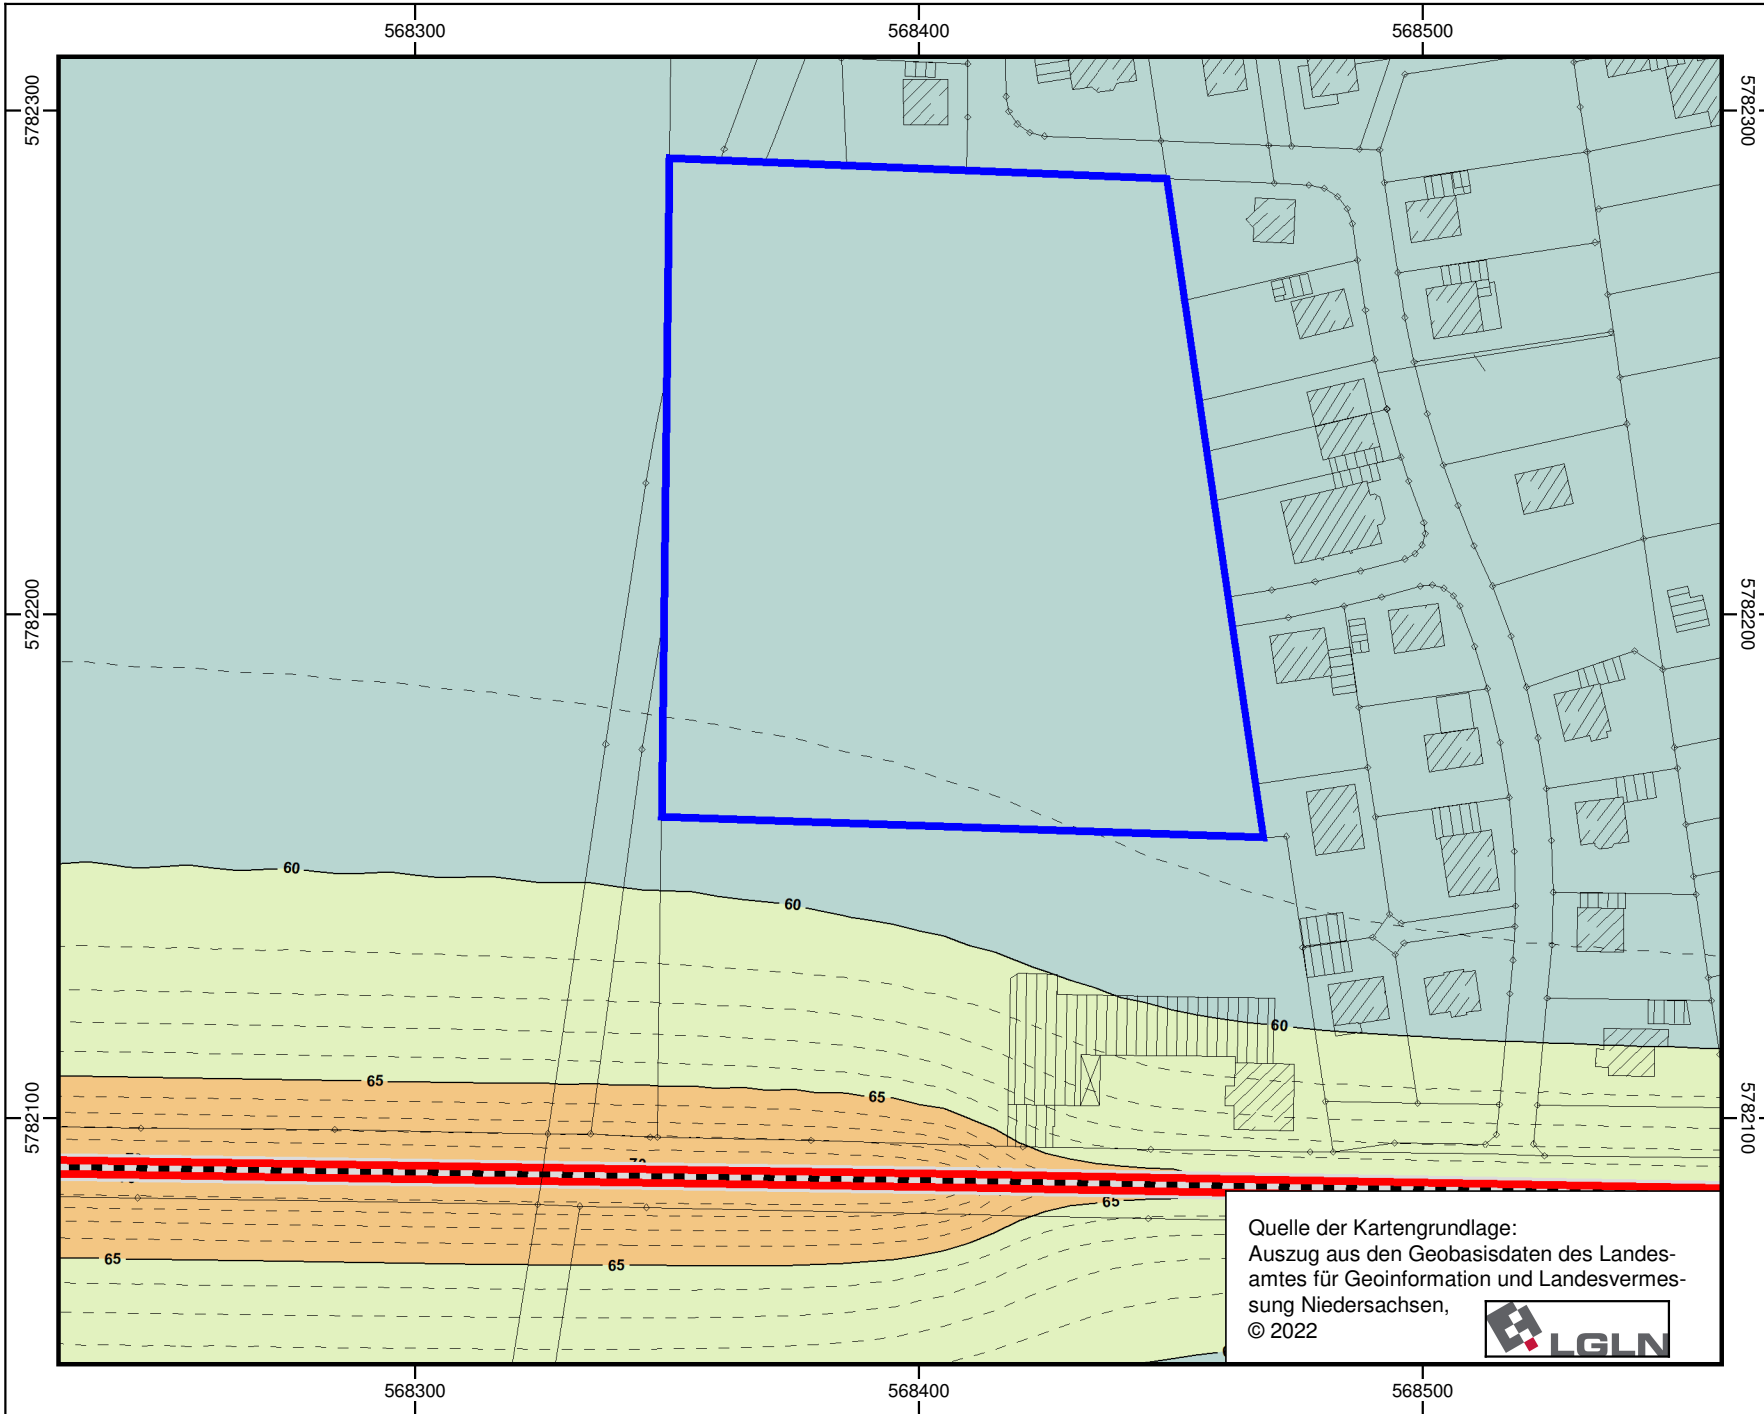 568300 568400 568500
5782300 5782300
5782200 5782200
60
60
60
65
65
5782100 5782100
65
65
65
Quelle der Kartengrundlage:
Auszug aus den Geobasisdaten des Landes-
amtes für Geoinformation und Landesvermes-
sung Niedersachsen,
© 2022
LGLN
568300 568400 568500